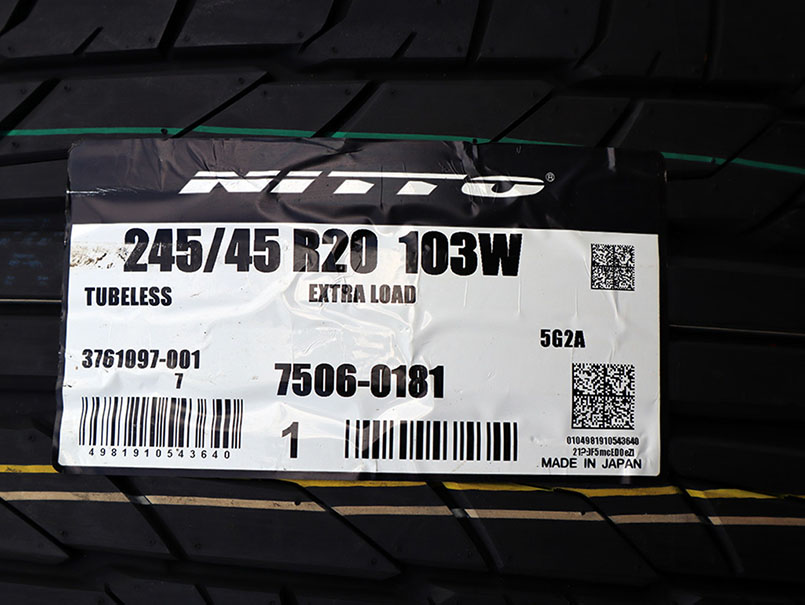 NITTO®
245/45 R20 103W
TUBELESS EXTRA LOAD
5G2A
3761097-001
7
7506-0181
1
4981910543640
0104981910543640
MADE IN JAPAN